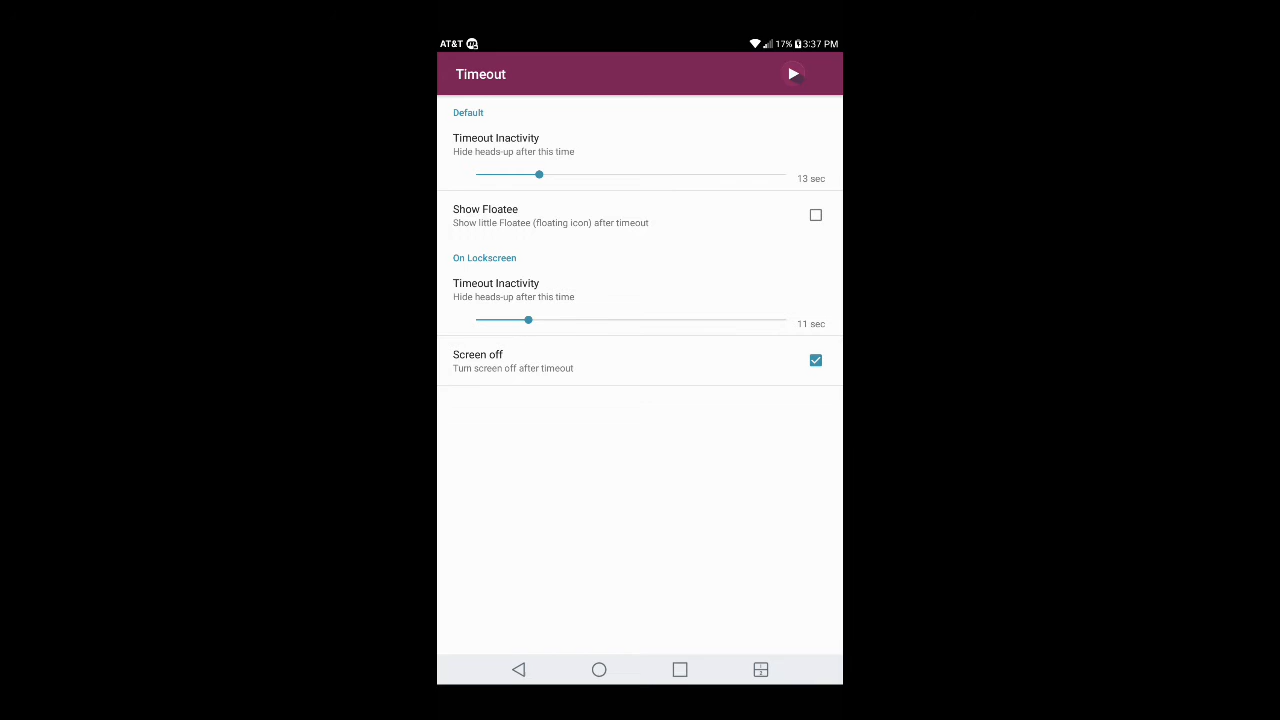 AT&T 17% 3:37 PM
Timeout
Default
Timeout Inactivity
Hide heads-up after this time
13 sec
Show Floatee
Show little Floatee (floating icon) after timeout
On Lockscreen
Timeout Inactivity
Hide heads-up after this time
11 sec
Screen off
Turn screen off after timeout